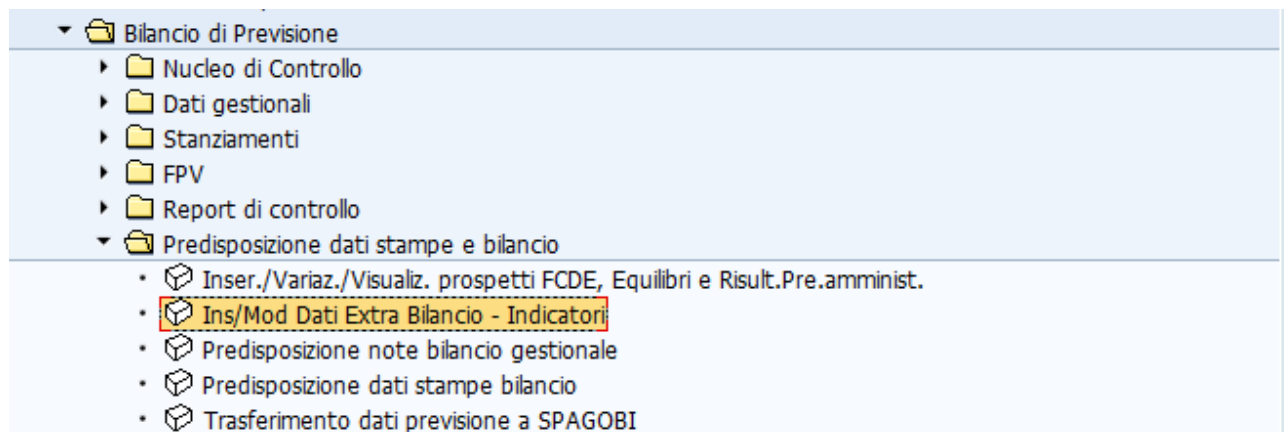 Bilancio di Previsione
Nucleo di Controllo
Dati gestionali
Stanziamenti
FPV
Report di controllo
Predisposizione dati stampe e bilancio
Inser./Variaz./Visualiz. prospetti FCDE, Equilibri e Risult.Pre.amminist.
Ins/Mod Dati Extra Bilancio - Indicatori
Predisposizione note bilancio gestionale
Predisposizione dati stampe bilancio
Trasferimento dati previsione a SPAGOBI